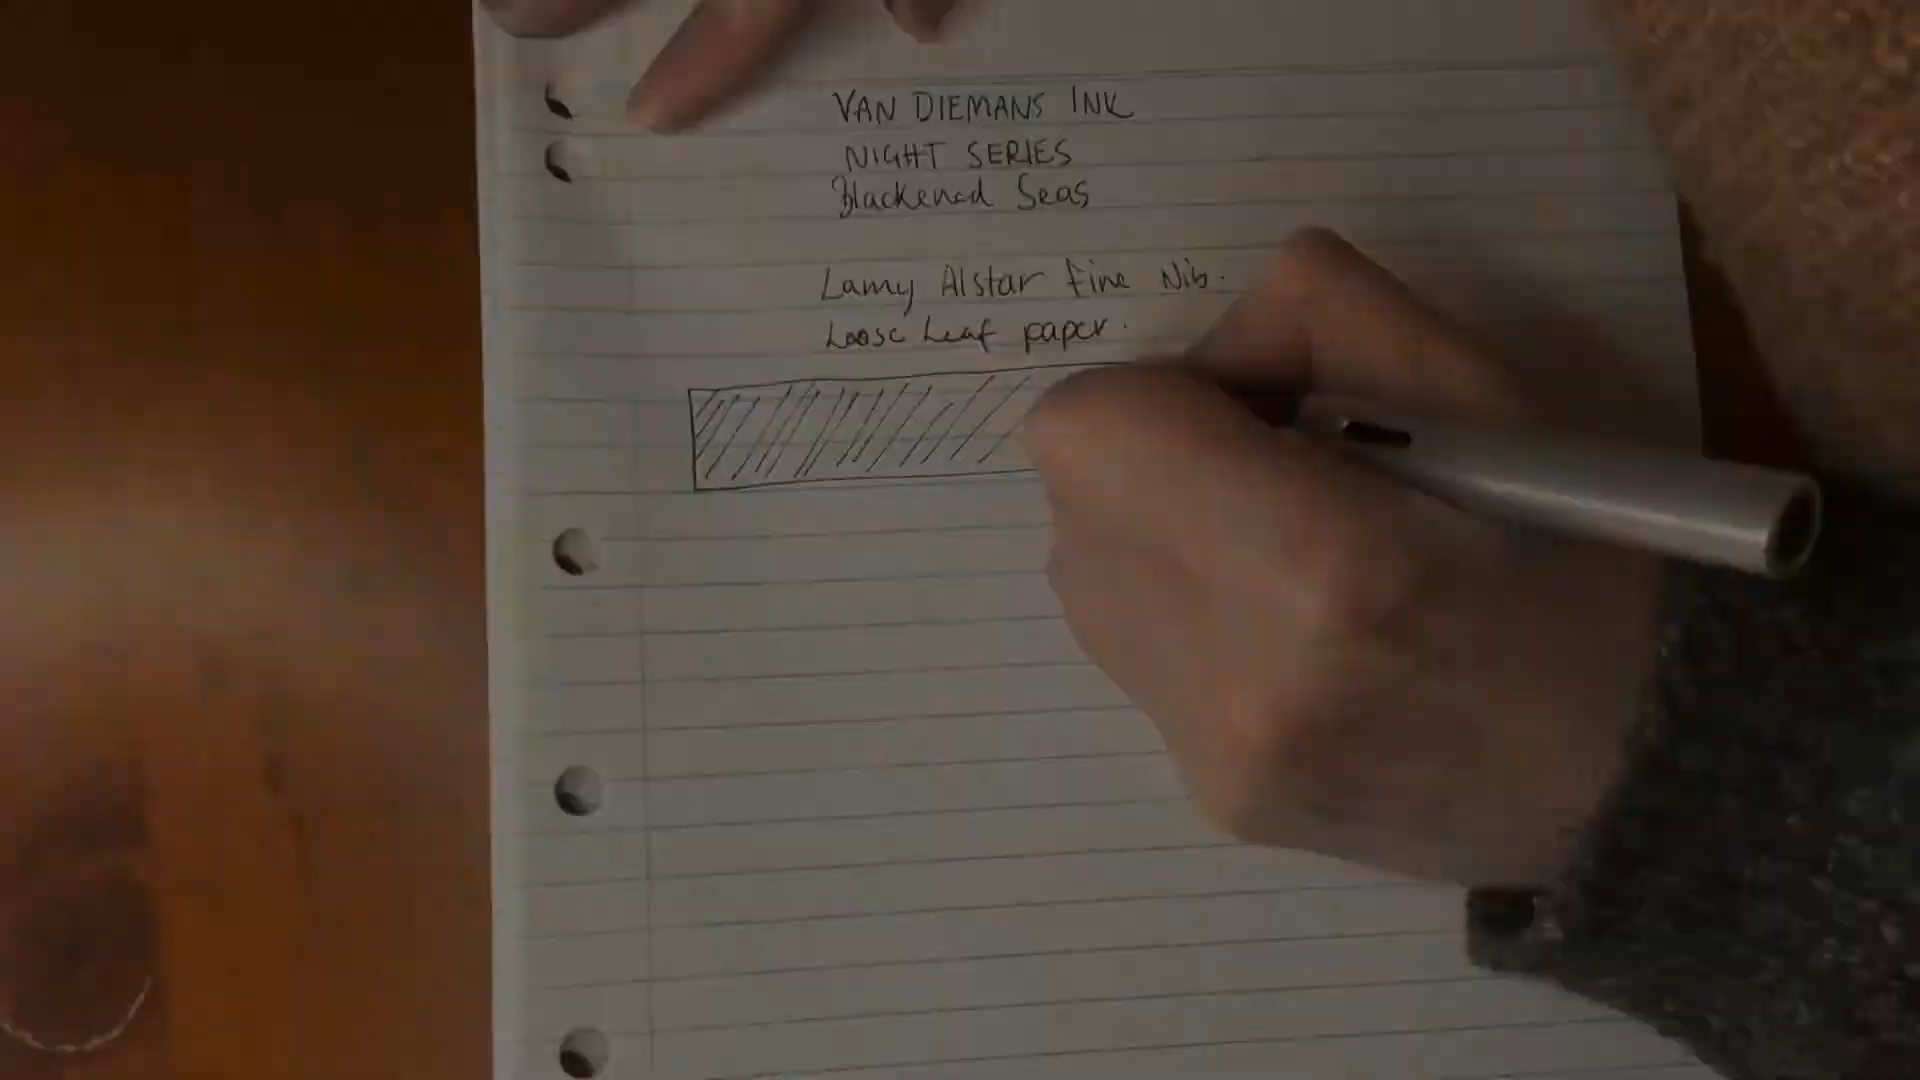 VAN DIEMANS INK
NIGHT SERIES
Blackened Seas
Lamy Alstar fine Nib.
Loose Leaf paper.